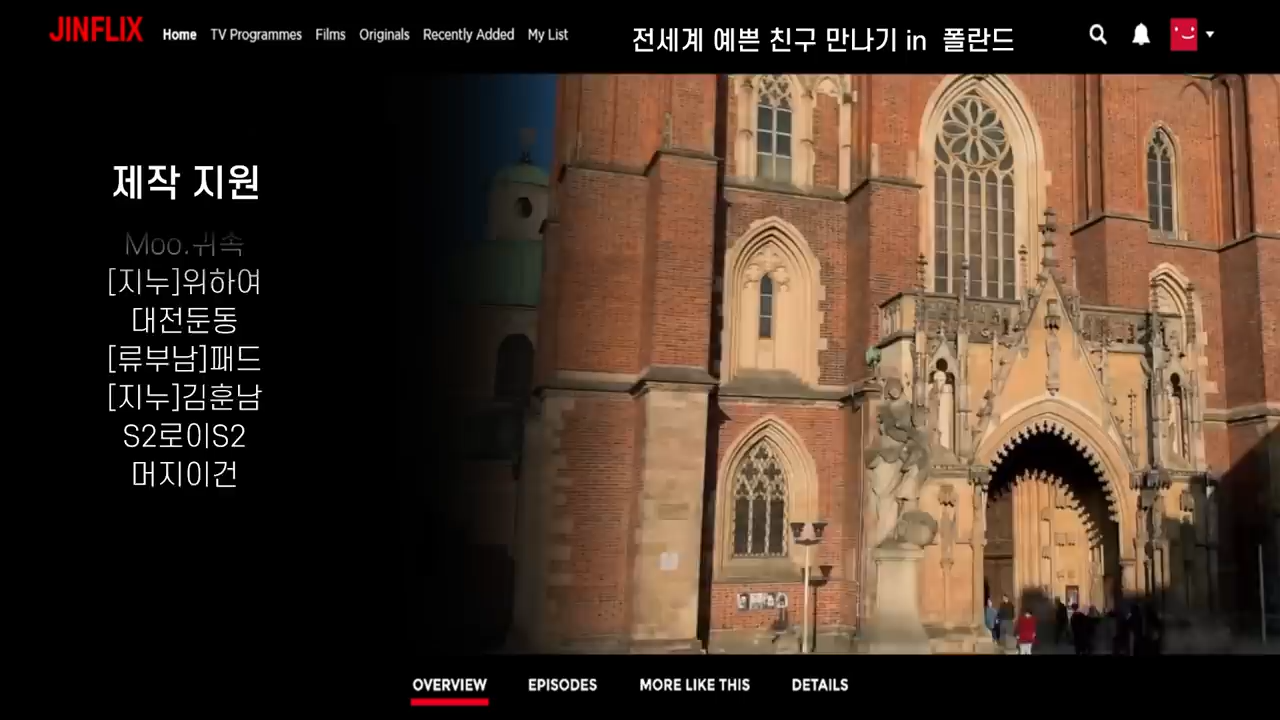 JINFLIX Home TV Programmes Films Originals Recently Added My List 전세계 예쁜 친구 만나기 in 폴란드
제작 지원
Moo.귀속
[지누]위하여
대전둔동
[류부남]패드
[지누]김훈남
S2로이S2
머지이건
OVERVIEW EPISODES MORE LIKE THIS DETAILS